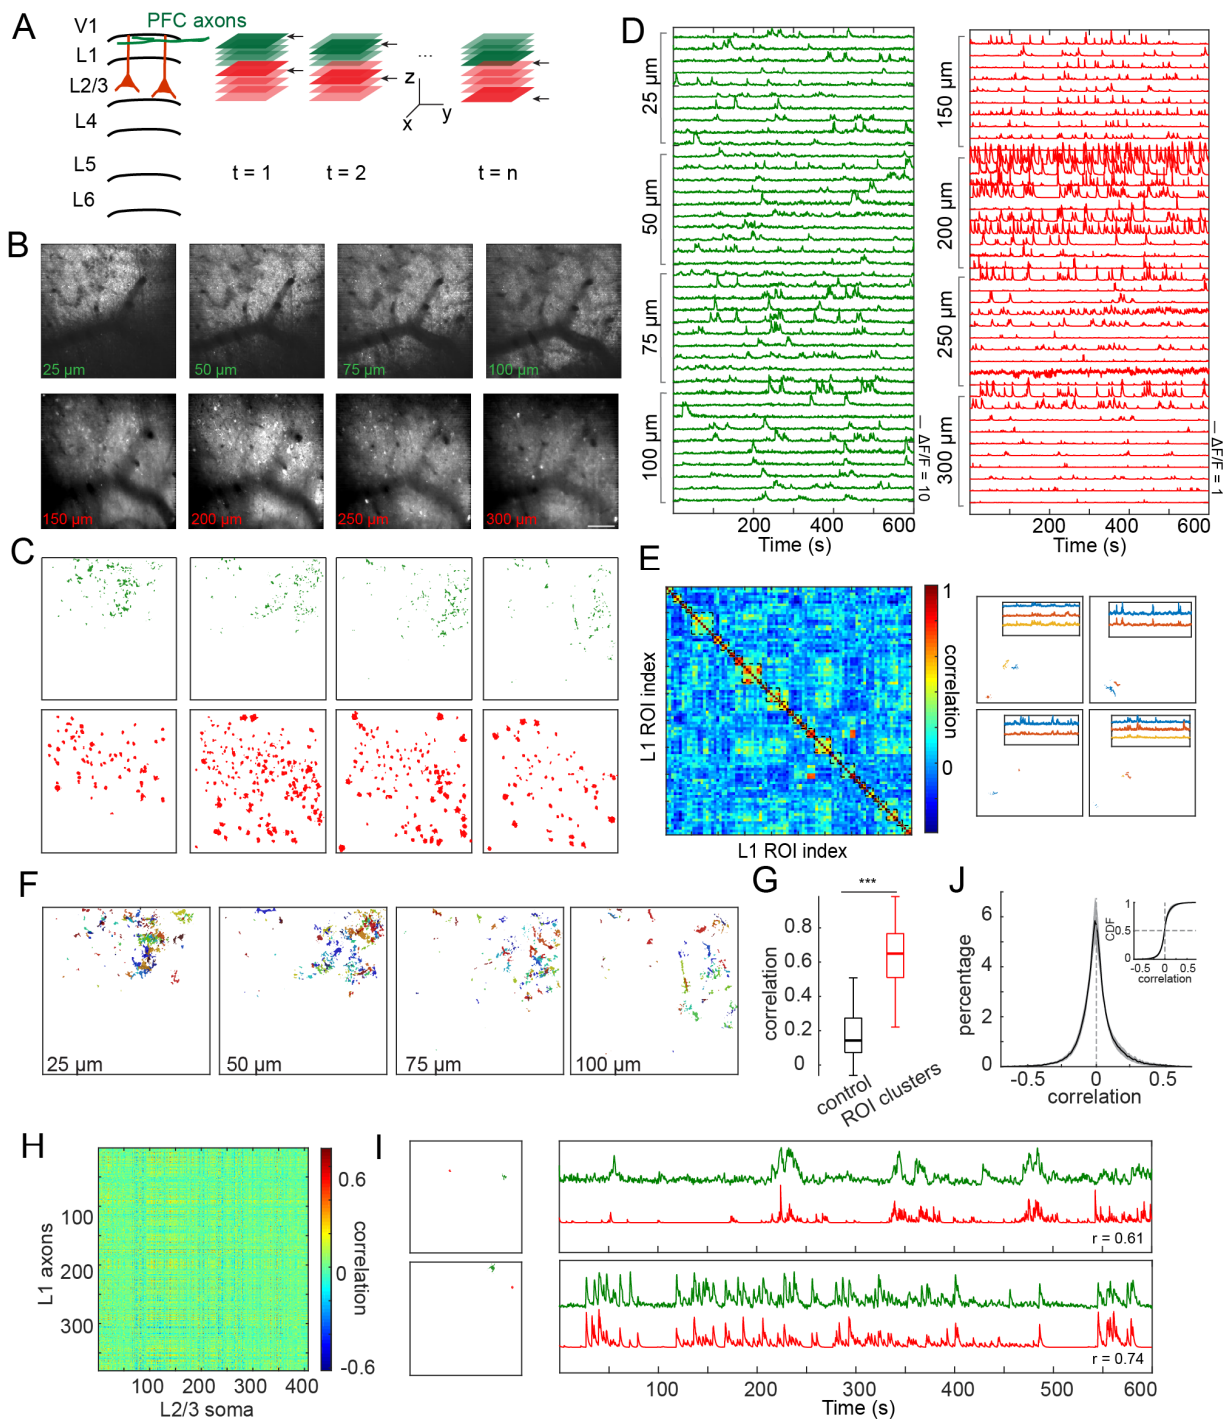 A
V1
PFC axons
L1
L2/3
L4
L5
L6
z
x
y
...
t = 1
t = 2
t = n
B
25 µm
50 µm
75 µm
100 µm
150 µm
200 µm
250 µm
300 µm
C
D
25 µm
50 µm
75 µm
100 µm
ΔF/F = 10
200
400
600
Time (s)
150 µm
200 µm
250 µm
300 µm
ΔF/F = 1
200
400
600
Time (s)
E
L1 ROI index
L1 ROI index
1
0
correlation
F
25 µm
50 µm
75 µm
100 µm
G
***
correlation
0.8
0.6
0.4
0.2
0
control
ROI clusters
J
percentage
6
4
2
0
-0.5
0
0.5
correlation
CDF
1
0.5
0
-0.5
0
0.5
correlation
H
L1 axons
100
200
300
100
200
300
400
L2/3 soma
0.6
0
-0.6
correlation
I
r = 0.61
r = 0.74
100
200
300
400
500
600
Time (s)